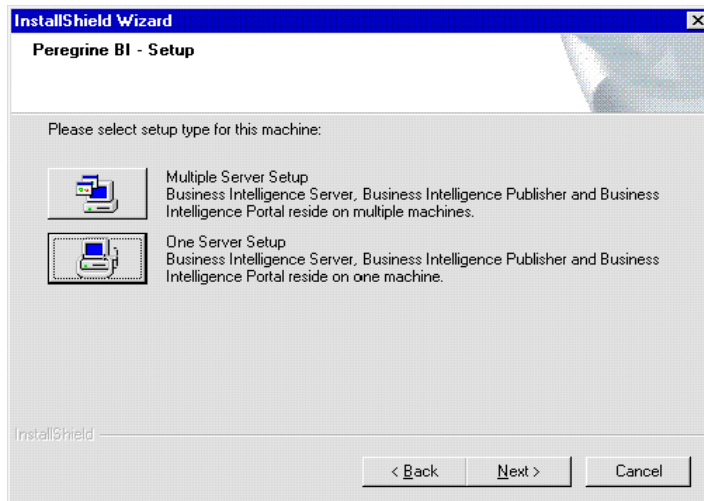 InstallShield Wizard
Peregrine BI - Setup
Please select setup type for this machine:
Multiple Server Setup
Business Intelligence Server, Business Intelligence Publisher and Business
Intelligence Portal reside on multiple machines.
One Server Setup
Business Intelligence Server, Business Intelligence Publisher and Business
Intelligence Portal reside on one machine.
InstallShield
< Back Next > Cancel